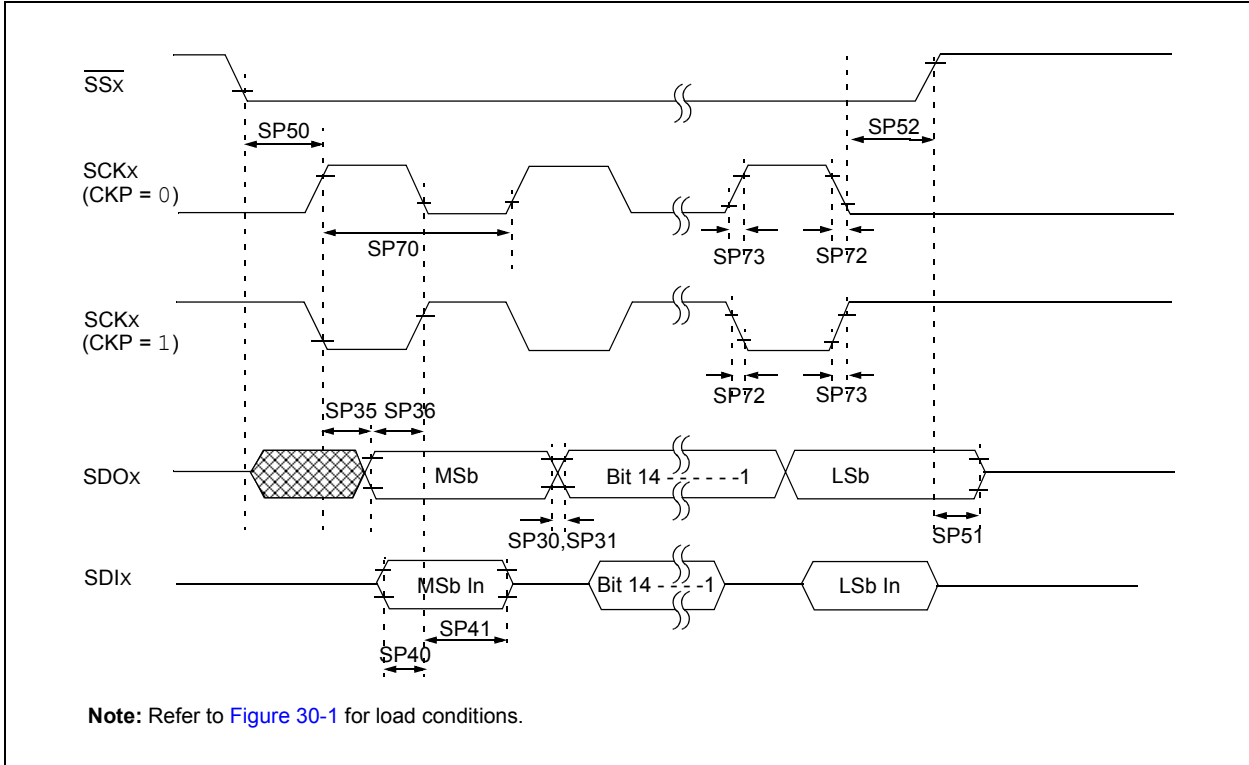 SSx
SP50
SP52
SCKx
(CKP = 0)
SP70
SP73
SP72
SCKx
(CKP = 1)
SP72
SP73
SP35
SP36
SDOx
MSb
Bit 14 - - - - - -1
LSb
SP30,SP31
SP51
SDIx
MSb In
Bit 14 - - - -1
LSb In
SP41
SP40
Note: Refer to Figure 30-1 for load conditions.